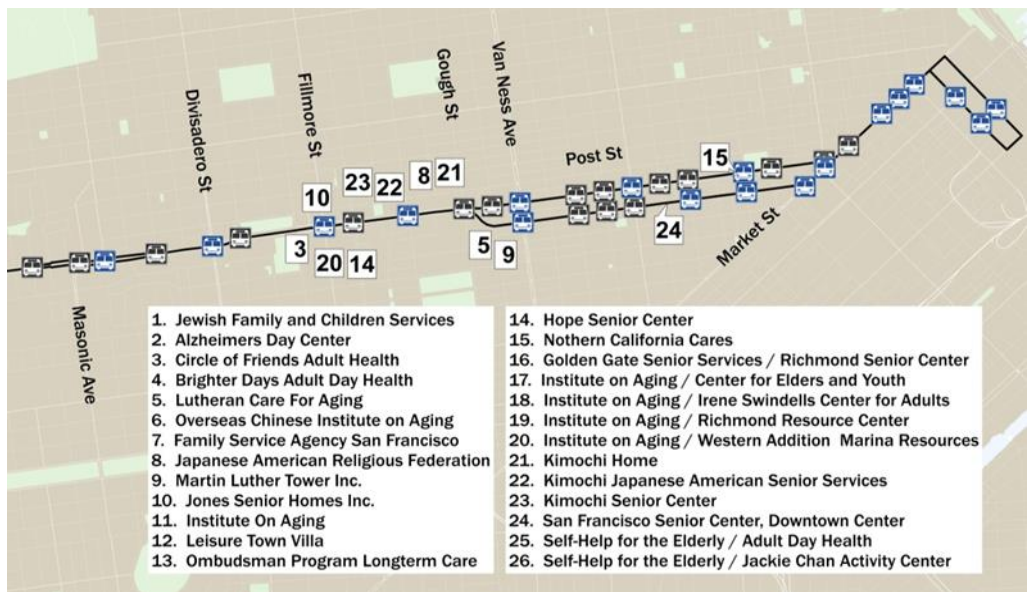 Van Ness Ave
Gough St
Fillmore St
Divisadero St
Post St
15
8 21
23 22
10
24
Market St
5 9
3
20 14
Masonic Ave
1. Jewish Family and Children Services
2. Alzheimers Day Center
3. Circle of Friends Adult Health
4. Brighter Days Adult Day Health
5. Lutheran Care For Aging
6. Overseas Chinese Institute on Aging
7. Family Service Agency San Francisco
8. Japanese American Religious Federation
9. Martin Luther Tower Inc.
10. Jones Senior Homes Inc.
11. Institute On Aging
12. Leisure Town Villa
13. Ombudsman Program Longterm Care
14. Hope Senior Center
15. Nothern California Cares
16. Golden Gate Senior Services / Richmond Senior Center
17. Institute on Aging / Center for Elders and Youth
18. Institute on Aging / Irene Swindells Center for Adults
19. Institute on Aging / Richmond Resource Center
20. Institute on Aging / Western Addition Marina Resources
21. Kimochi Home
22. Kimochi Japanese American Senior Services
23. Kimochi Senior Center
24. San Francisco Senior Center, Downtown Center
25. Self-Help for the Elderly / Adult Day Health
26. Self-Help for the Elderly / Jackie Chan Activity Center